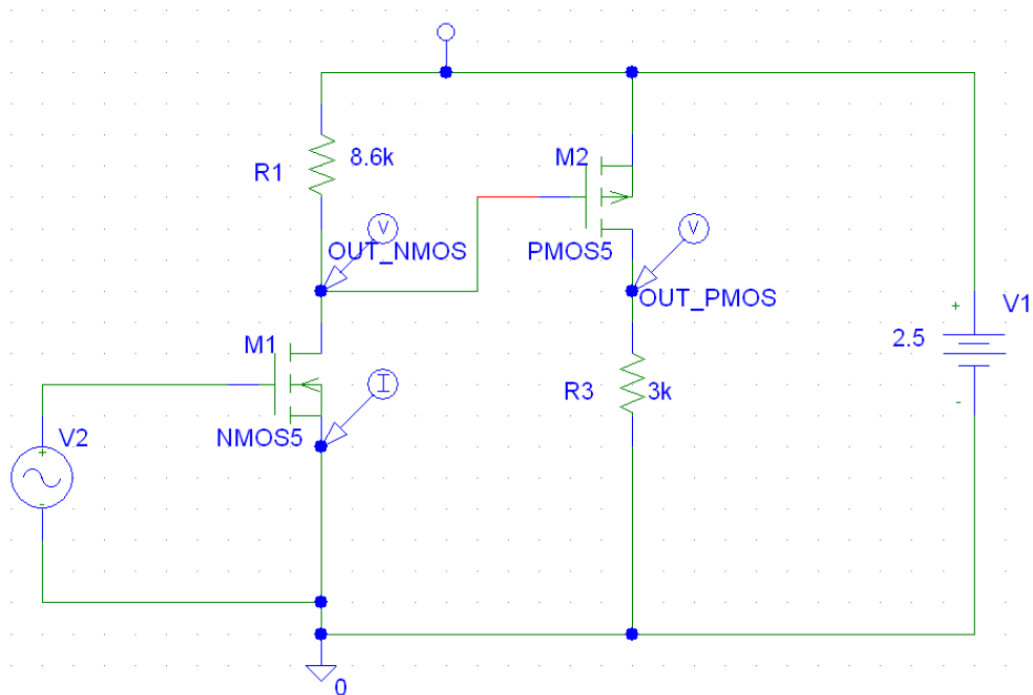 R1
8.6k
M2
V
OUT_NMOS
PMOS5
V
OUT_PMOS
+
V1
2.5
-
M1
I
NMOS5
R3
3k
V2
+
-
0